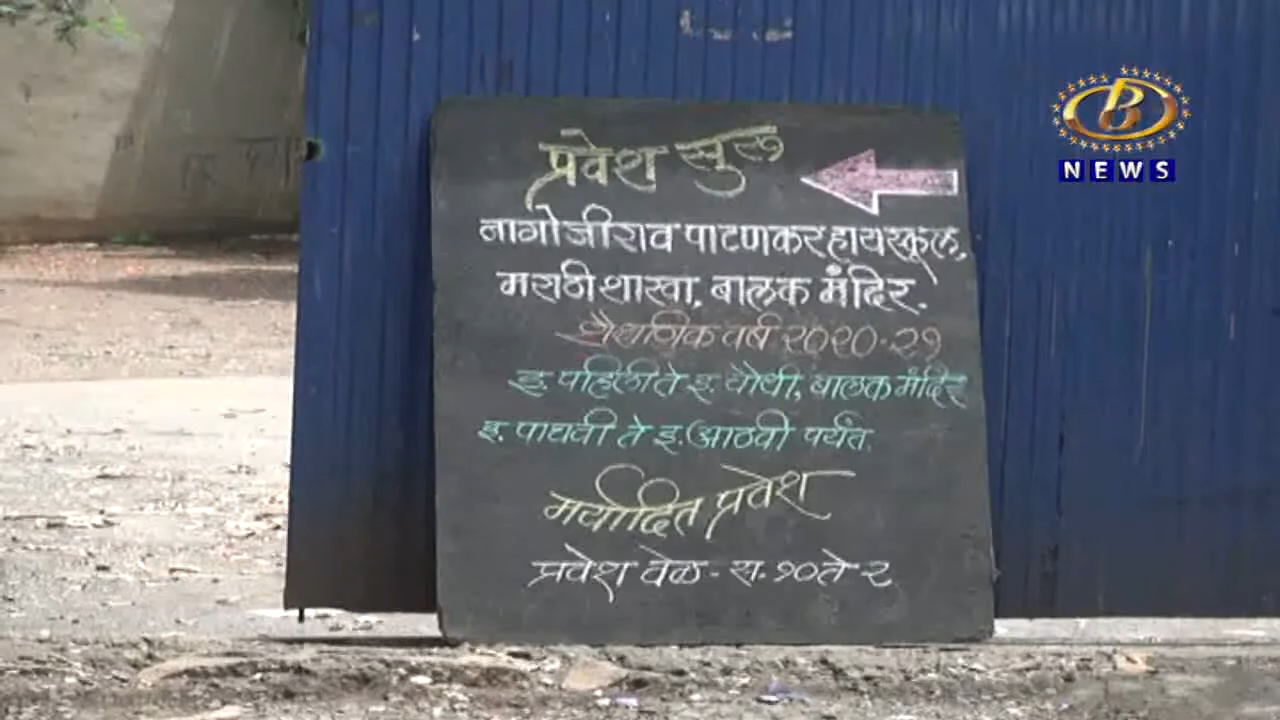 प्रवेश सुरु
नागोजीराव पाटणकर हायस्कूल,
मराठी शाखा, बालक मंदिर.
शैक्षणिक वर्ष २०२०-२१
इ. पहिली ते इ. चौथी, बालक मंदिर
इ. पाचवी ते इ. आठवी पर्यंत.
मर्यादित प्रवेश
प्रवेश वेळ - स. १० ते २
B
NEWS